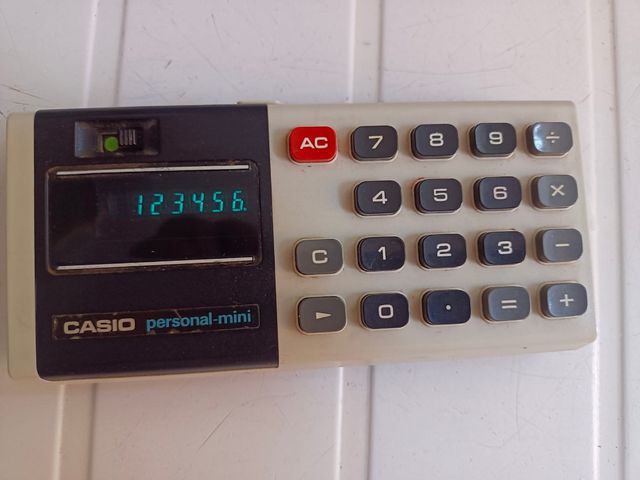 123456.
CASIO personal-mini
AC 7 8 9 ÷
4 5 6 ×
C 1 2 3 −
► 0 · = +